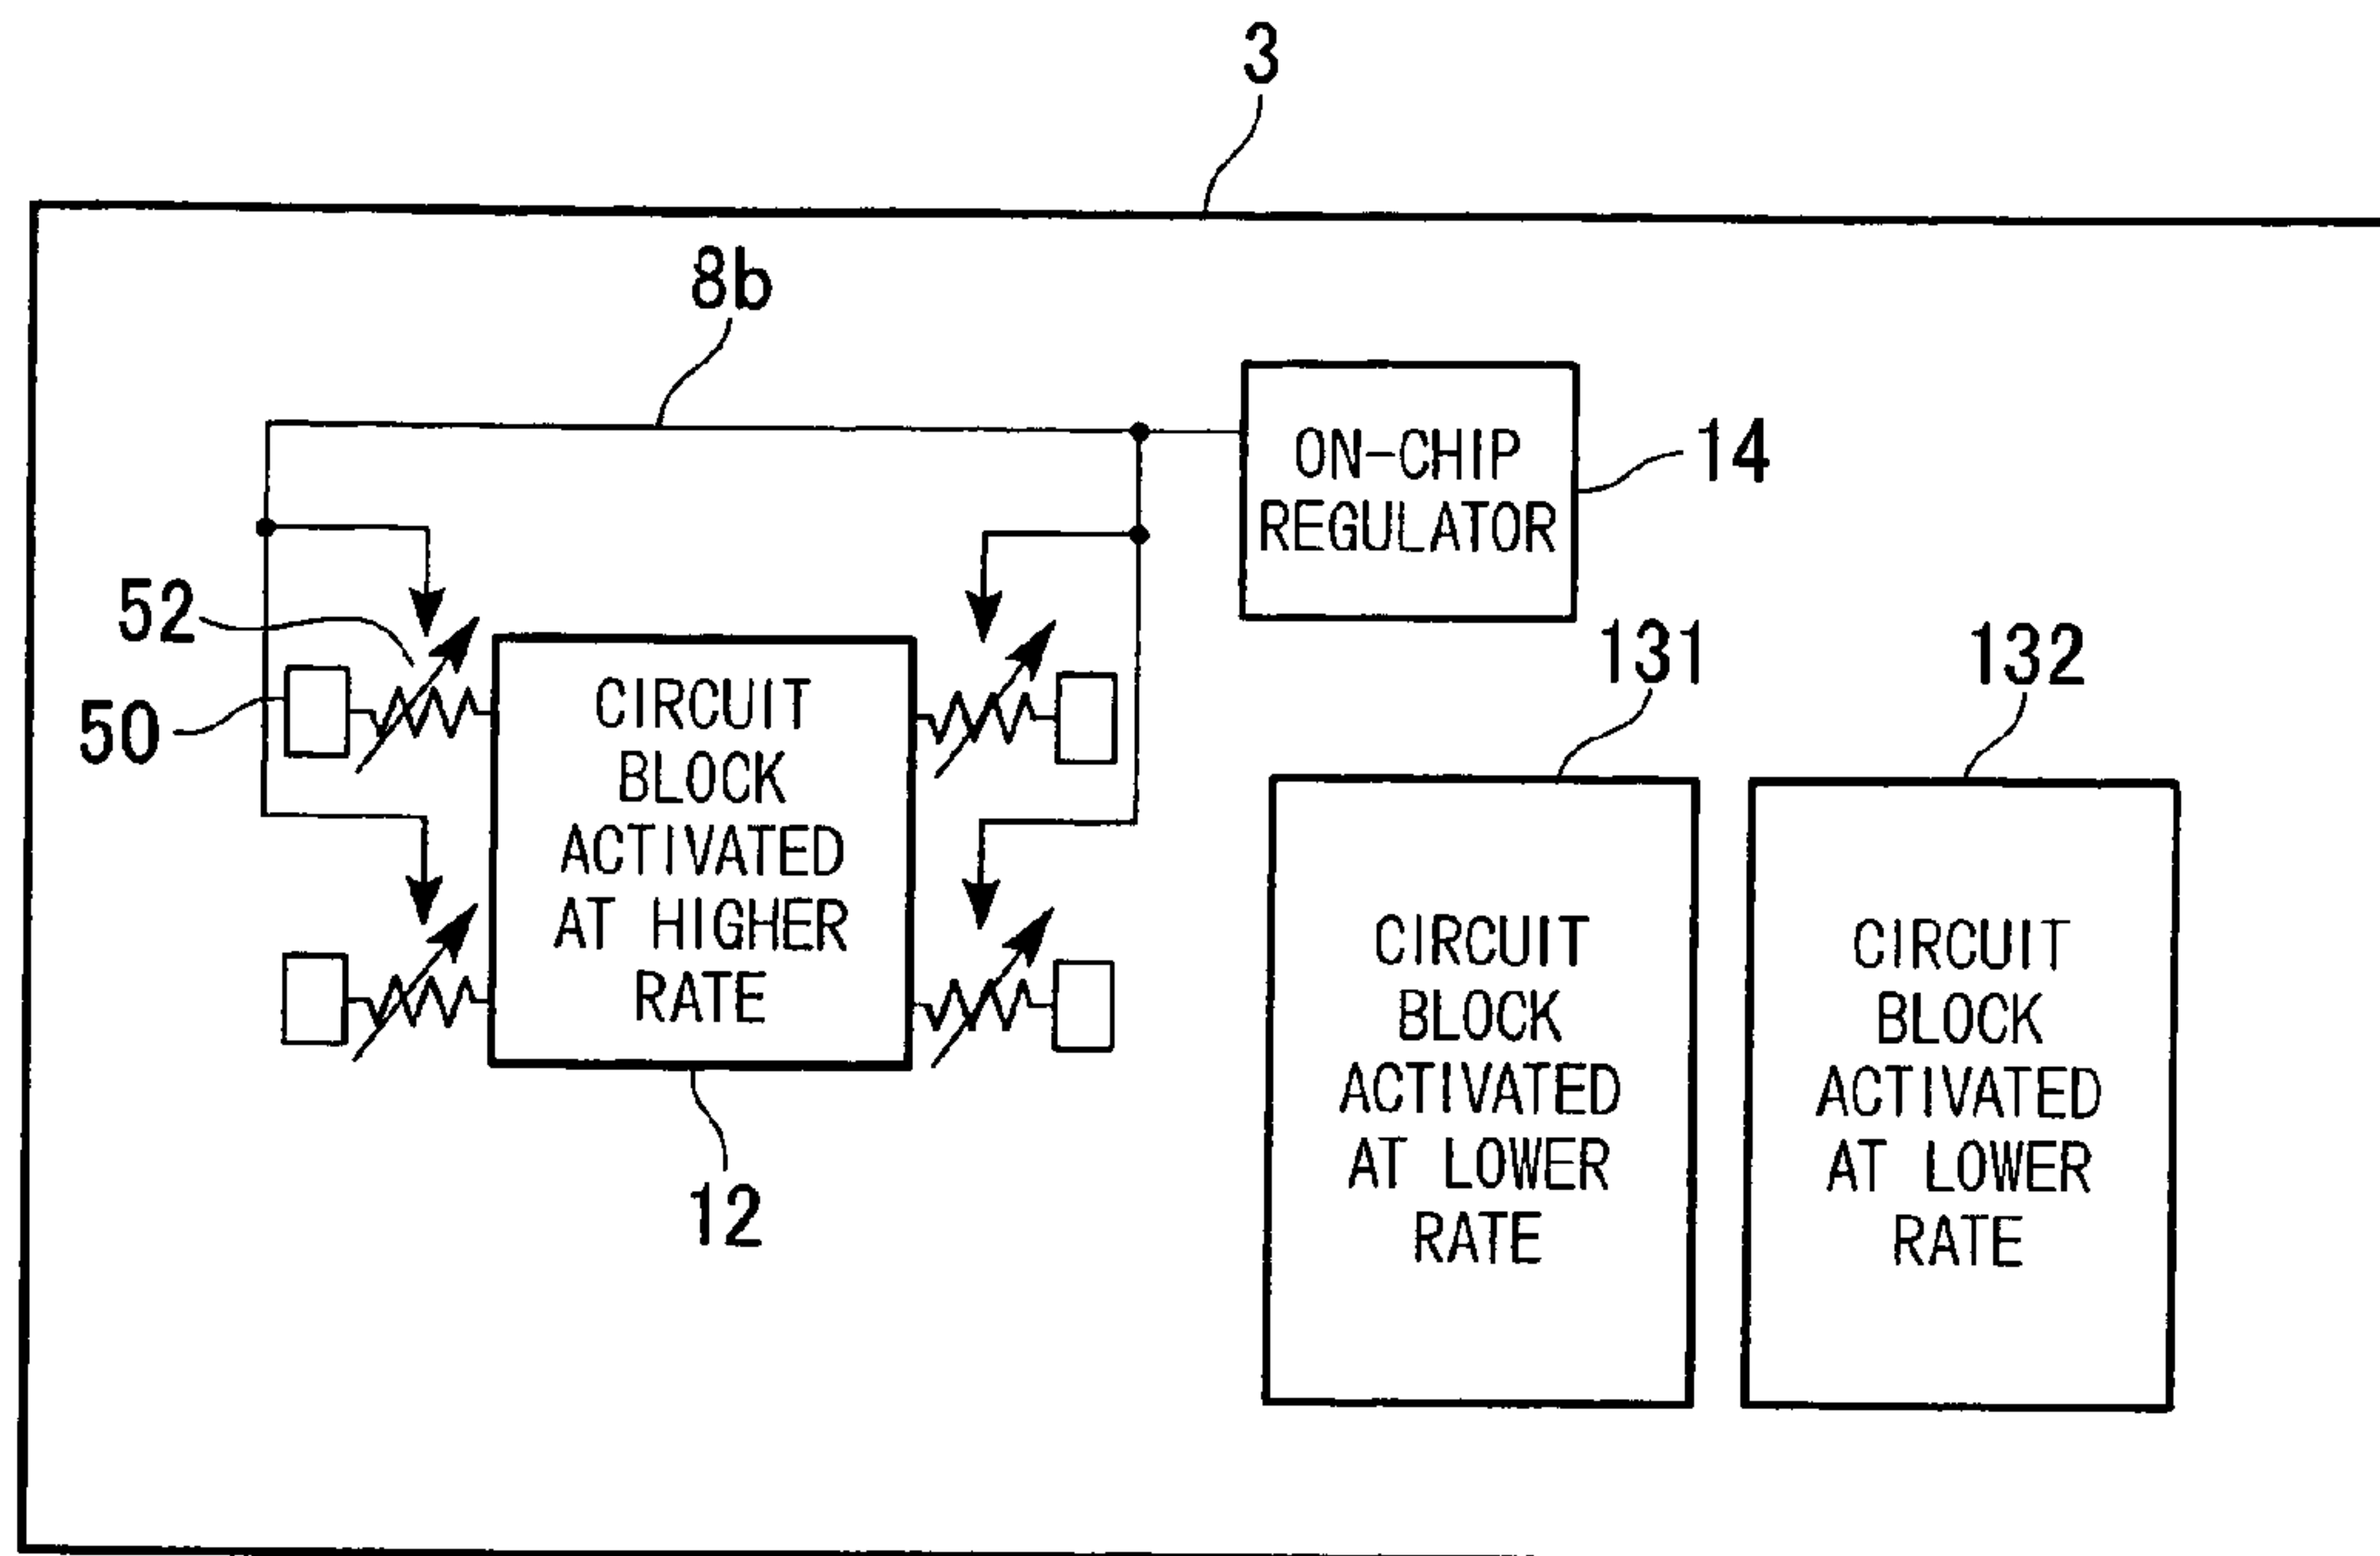 3
8b
ON-CHIP
REGULATOR
14
52
50
CIRCUIT
BLOCK
ACTIVATED
AT HIGHER
RATE
12
131
132
CIRCUIT
BLOCK
ACTIVATED
AT LOWER
RATE
CIRCUIT
BLOCK
ACTIVATED
AT LOWER
RATE